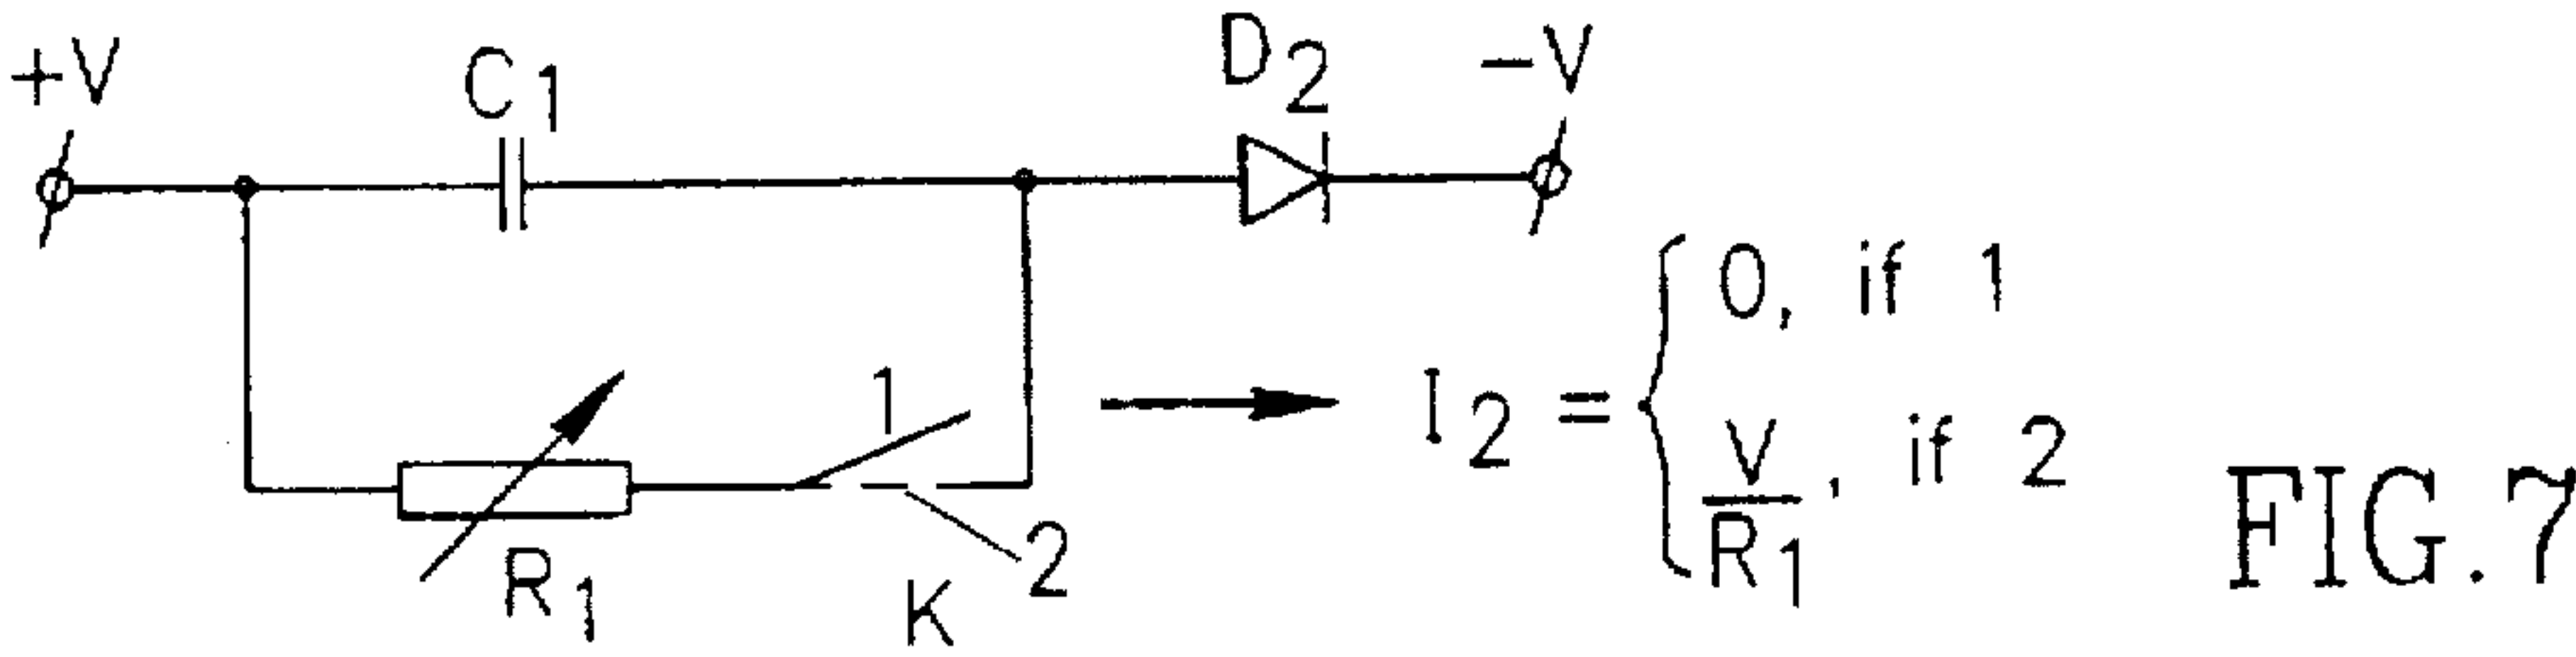 +V
C1
D2
−V
R1
1
2
K
I2 = { 0, if 1
V/R1, if 2
FIG. 7